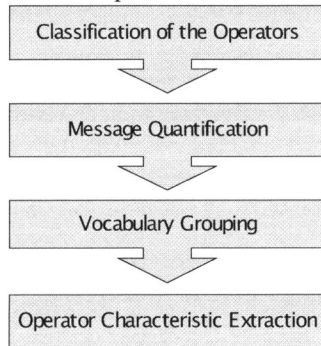 Classification of the Operators
Message Quantification
Vocabulary Grouping
Operator Characteristic Extraction